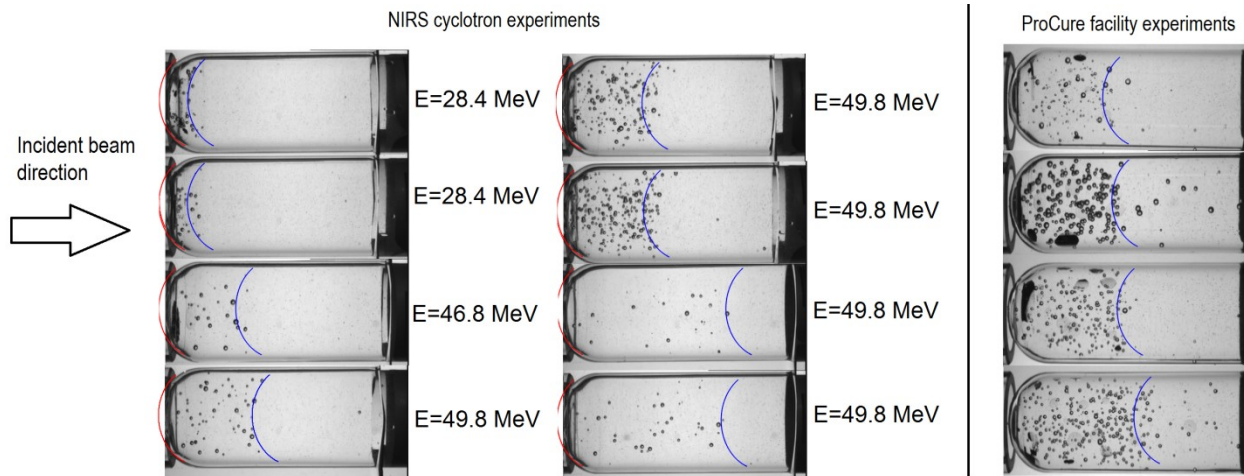 NIRS cyclotron experiments
ProCure facility experiments
Incident beam
direction
E=28.4 MeV
E=28.4 MeV
E=46.8 MeV
E=49.8 MeV
E=49.8 MeV
E=49.8 MeV
E=49.8 MeV
E=49.8 MeV